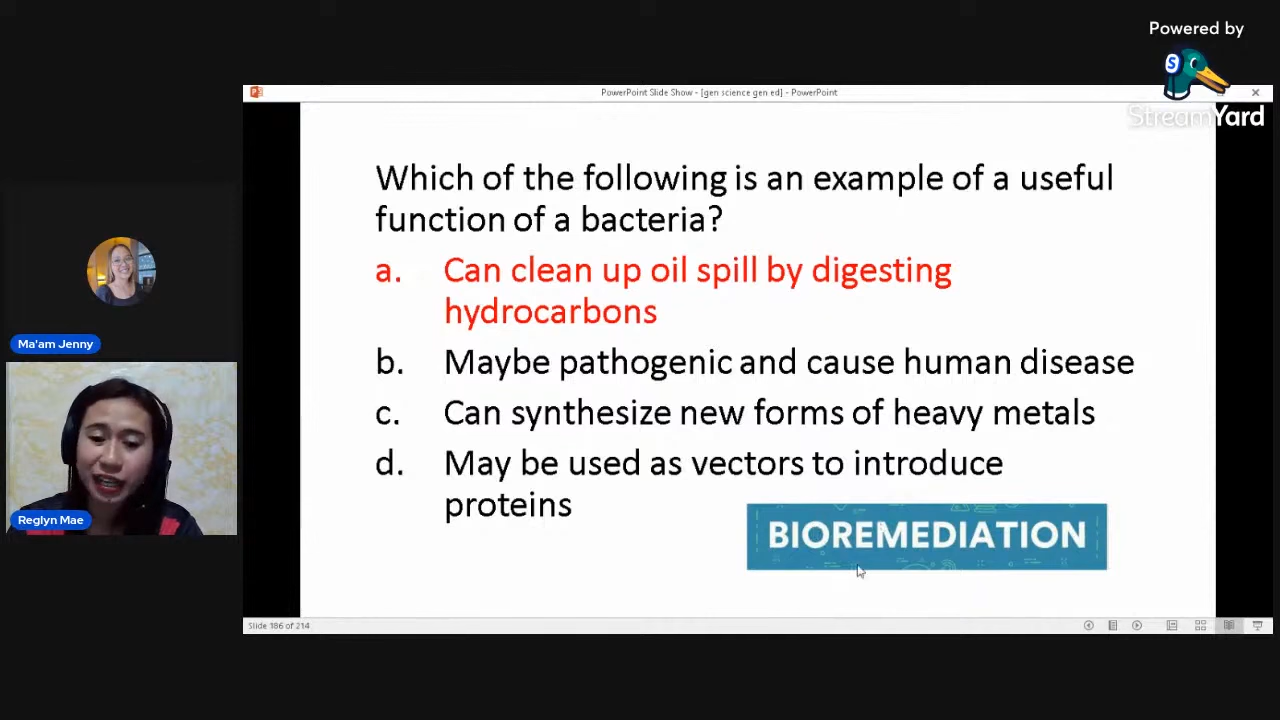 Powered by
S
StreamYard
PowerPoint Slide Show - [gen science gen ed] - PowerPoint
Which of the following is an example of a useful
function of a bacteria?
a. Can clean up oil spill by digesting
hydrocarbons
b. Maybe pathogenic and cause human disease
c. Can synthesize new forms of heavy metals
d. May be used as vectors to introduce
proteins
BIOREMEDIATION
Ma'am Jenny
Reglyn Mae
Slide 186 of 214